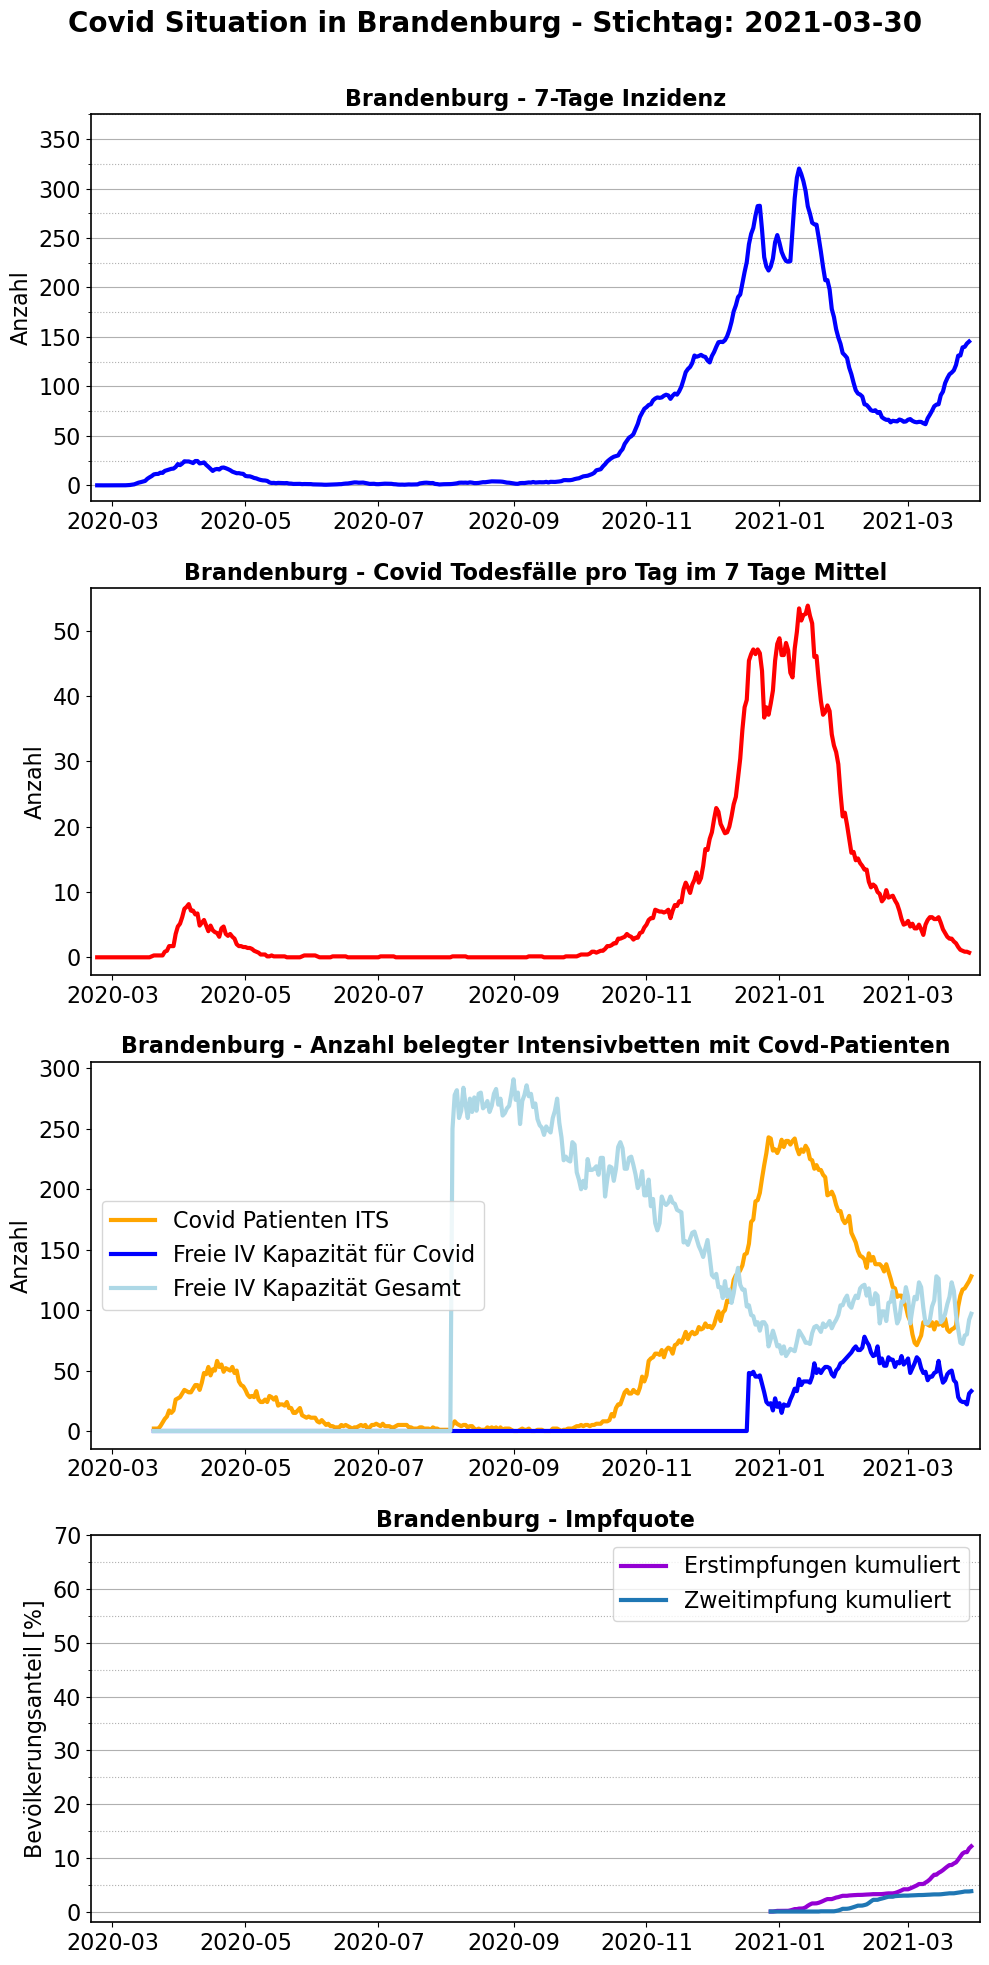 Covid Situation in Brandenburg - Stichtag: 2021-03-30
Brandenburg - 7-Tage Inzidenz
Anzahl
350
300
250
200
150
100
50
0
2020-03 2020-05 2020-07 2020-09 2020-11 2021-01 2021-03
Brandenburg - Covid Todesfälle pro Tag im 7 Tage Mittel
Anzahl
50
40
30
20
10
0
2020-03 2020-05 2020-07 2020-09 2020-11 2021-01 2021-03
Brandenburg - Anzahl belegter Intensivbetten mit Covd-Patienten
Anzahl
300
250
200
150
100
50
0
Covid Patienten ITS
Freie IV Kapazität für Covid
Freie IV Kapazität Gesamt
2020-03 2020-05 2020-07 2020-09 2020-11 2021-01 2021-03
Brandenburg - Impfquote
Bevölkerungsanteil [%]
70
60
50
40
30
20
10
0
Erstimpfungen kumuliert
Zweitimpfung kumuliert
2020-03 2020-05 2020-07 2020-09 2020-11 2021-01 2021-03